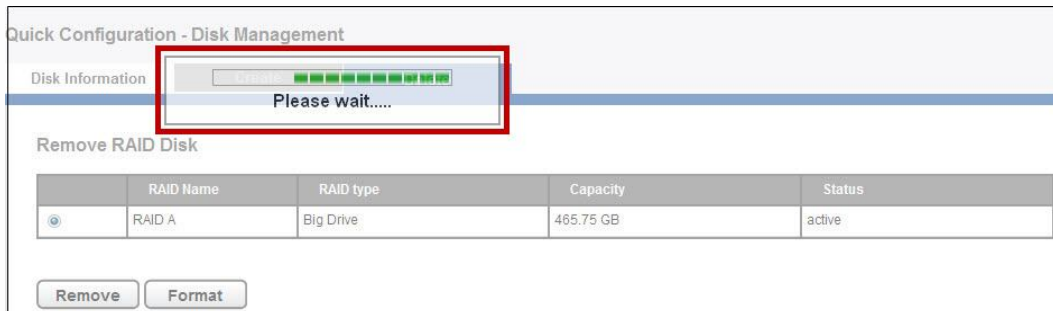 Quick Configuration - Disk Management
Disk Information
Create
Please wait.....
Remove RAID Disk
RAID Name RAID type Capacity Status
RAID A Big Drive 465.75 GB active
Remove Format